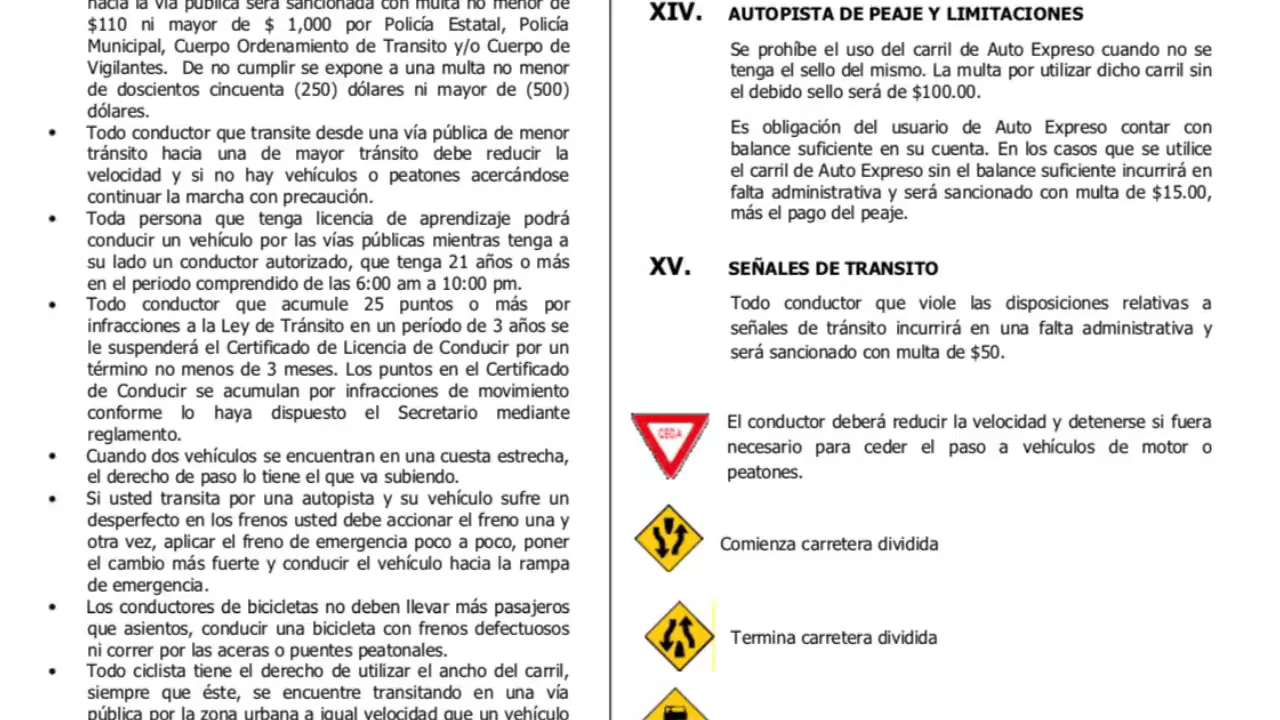 hacia la vía pública será sancionada con multa no menor de
$110 ni mayor de $ 1,000 por Policía Estatal, Policía
Municipal, Cuerpo Ordenamiento de Transito y/o Cuerpo de
Vigilantes. De no cumplir se expone a una multa no menor
de doscientos cincuenta (250) dólares ni mayor de (500)
dólares.
• Todo conductor que transite desde una vía pública de menor
tránsito hacia una de mayor tránsito debe reducir la
velocidad y si no hay vehículos o peatones acercándose
continuar la marcha con precaución.
• Toda persona que tenga licencia de aprendizaje podrá
conducir un vehículo por las vías públicas mientras tenga a
su lado un conductor autorizado, que tenga 21 años o más
en el periodo comprendido de las 6:00 am a 10:00 pm.
• Todo conductor que acumule 25 puntos o más por
infracciones a la Ley de Tránsito en un período de 3 años se
le suspenderá el Certificado de Licencia de Conducir por un
término no menos de 3 meses. Los puntos en el Certificado
de Conducir se acumulan por infracciones de movimiento
conforme lo haya dispuesto el Secretario mediante
reglamento.
• Cuando dos vehículos se encuentran en una cuesta estrecha,
el derecho de paso lo tiene el que va subiendo.
• Si usted transita por una autopista y su vehículo sufre un
desperfecto en los frenos usted debe accionar el freno una y
otra vez, aplicar el freno de emergencia poco a poco, poner
el cambio más fuerte y conducir el vehículo hacia la rampa
de emergencia.
• Los conductores de bicicletas no deben llevar más pasajeros
que asientos, conducir una bicicleta con frenos defectuosos
ni correr por las aceras o puentes peatonales.
• Todo ciclista tiene el derecho de utilizar el ancho del carril,
siempre que éste, se encuentre transitando en una vía
pública por la zona urbana a igual velocidad que un vehículo
XIV. AUTOPISTA DE PEAJE Y LIMITACIONES
Se prohíbe el uso del carril de Auto Expreso cuando no se
tenga el sello del mismo. La multa por utilizar dicho carril sin
el debido sello será de $100.00.
Es obligación del usuario de Auto Expreso contar con
balance suficiente en su cuenta. En los casos que se utilice
el carril de Auto Expreso sin el balance suficiente incurrirá en
falta administrativa y será sancionado con multa de $15.00,
más el pago del peaje.
XV. SEÑALES DE TRANSITO
Todo conductor que viole las disposiciones relativas a
señales de tránsito incurrirá en una falta administrativa y
será sancionado con multa de $50.
CEDA
El conductor deberá reducir la velocidad y detenerse si fuera
necesario para ceder el paso a vehículos de motor o
peatones.
Comienza carretera dividida
Termina carretera dividida